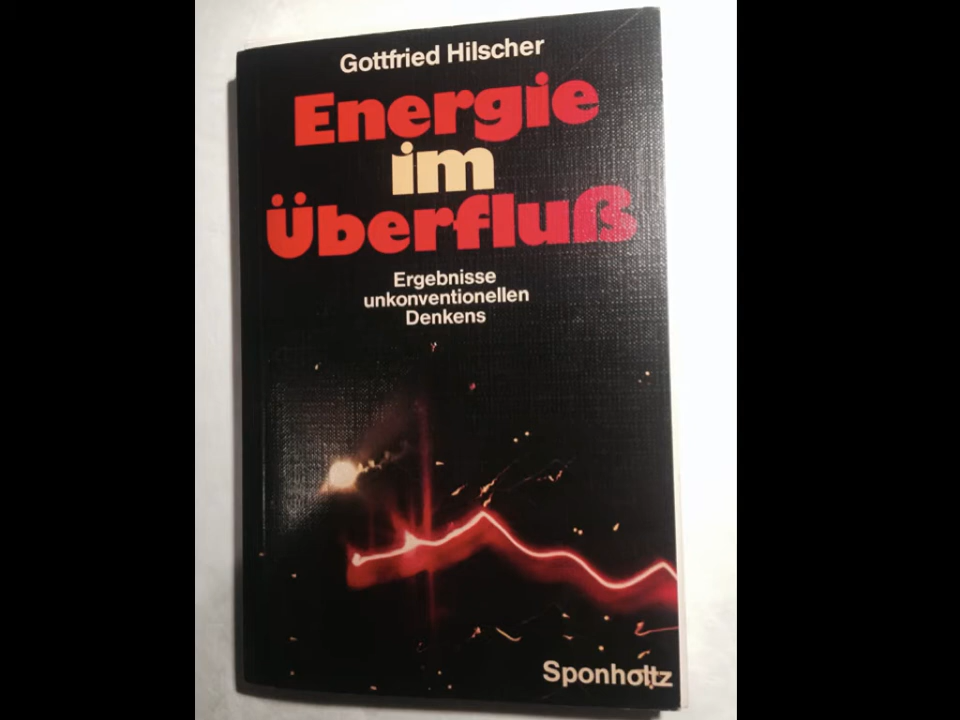 Gottfried Hilscher
Energie
im
Überfluß
Ergebnisse
unkonventionellen
Denkens
Sponholtz